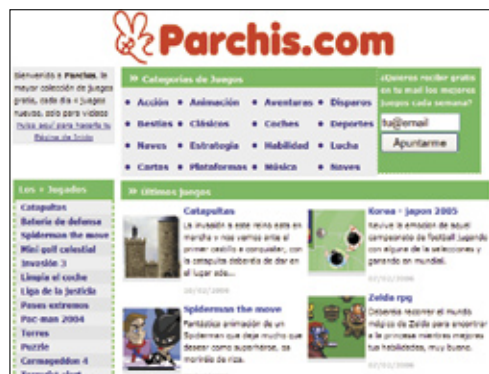 Parchis.com
Bienvenido a Parchis, la
mayor colección de juegos
gratis, cada día 4 juegos
nuevos, solo para viciados
Pulsa aquí para hacerla tu
Página de Inicio
» Categorias de Juegos
• Acción • Animación • Aventuras • Disparos
• Bestias • Clásicos • Coches • Deportes
• Naves • Estrategia • Habilidad • Lucha
• Cartas • Plataformas • Música • Naves
¿Quieres recibir gratis
en tu mail los mejores
juegos cada semana?
tu@email
Apuntarme
Los + Jugados
Catapultas
Bateria de defensa
Spiderman the move
Mini golf celestial
Invasión 3
Limpia el coche
Liga de la justicia
Pases extremos
Pac-man 2004
Torres
Puzzle
Carmageddon 4
» Últimos Juegos
Catapultas
La invasión a este reino esta en
marcha y nos vemos ante el
primer castillo a conquistar, con
la catapulta deberás de dar en
el lugar ade...
Korea - japon 2005
Revive la emoción de aquel
campeonato de football jugando
con alguna de la selecciones y
ganando en mundial.
Spiderman the move
Fantástica animación de un
Spiderman que deja mucho que
desear como superhéroe, os
moriréis de risa.
Zelda rpg
Deberás recorrer el mundo
mágico de Zelda para encontrar
a la princesa mientras mejores
tus habilidades, muy bueno.